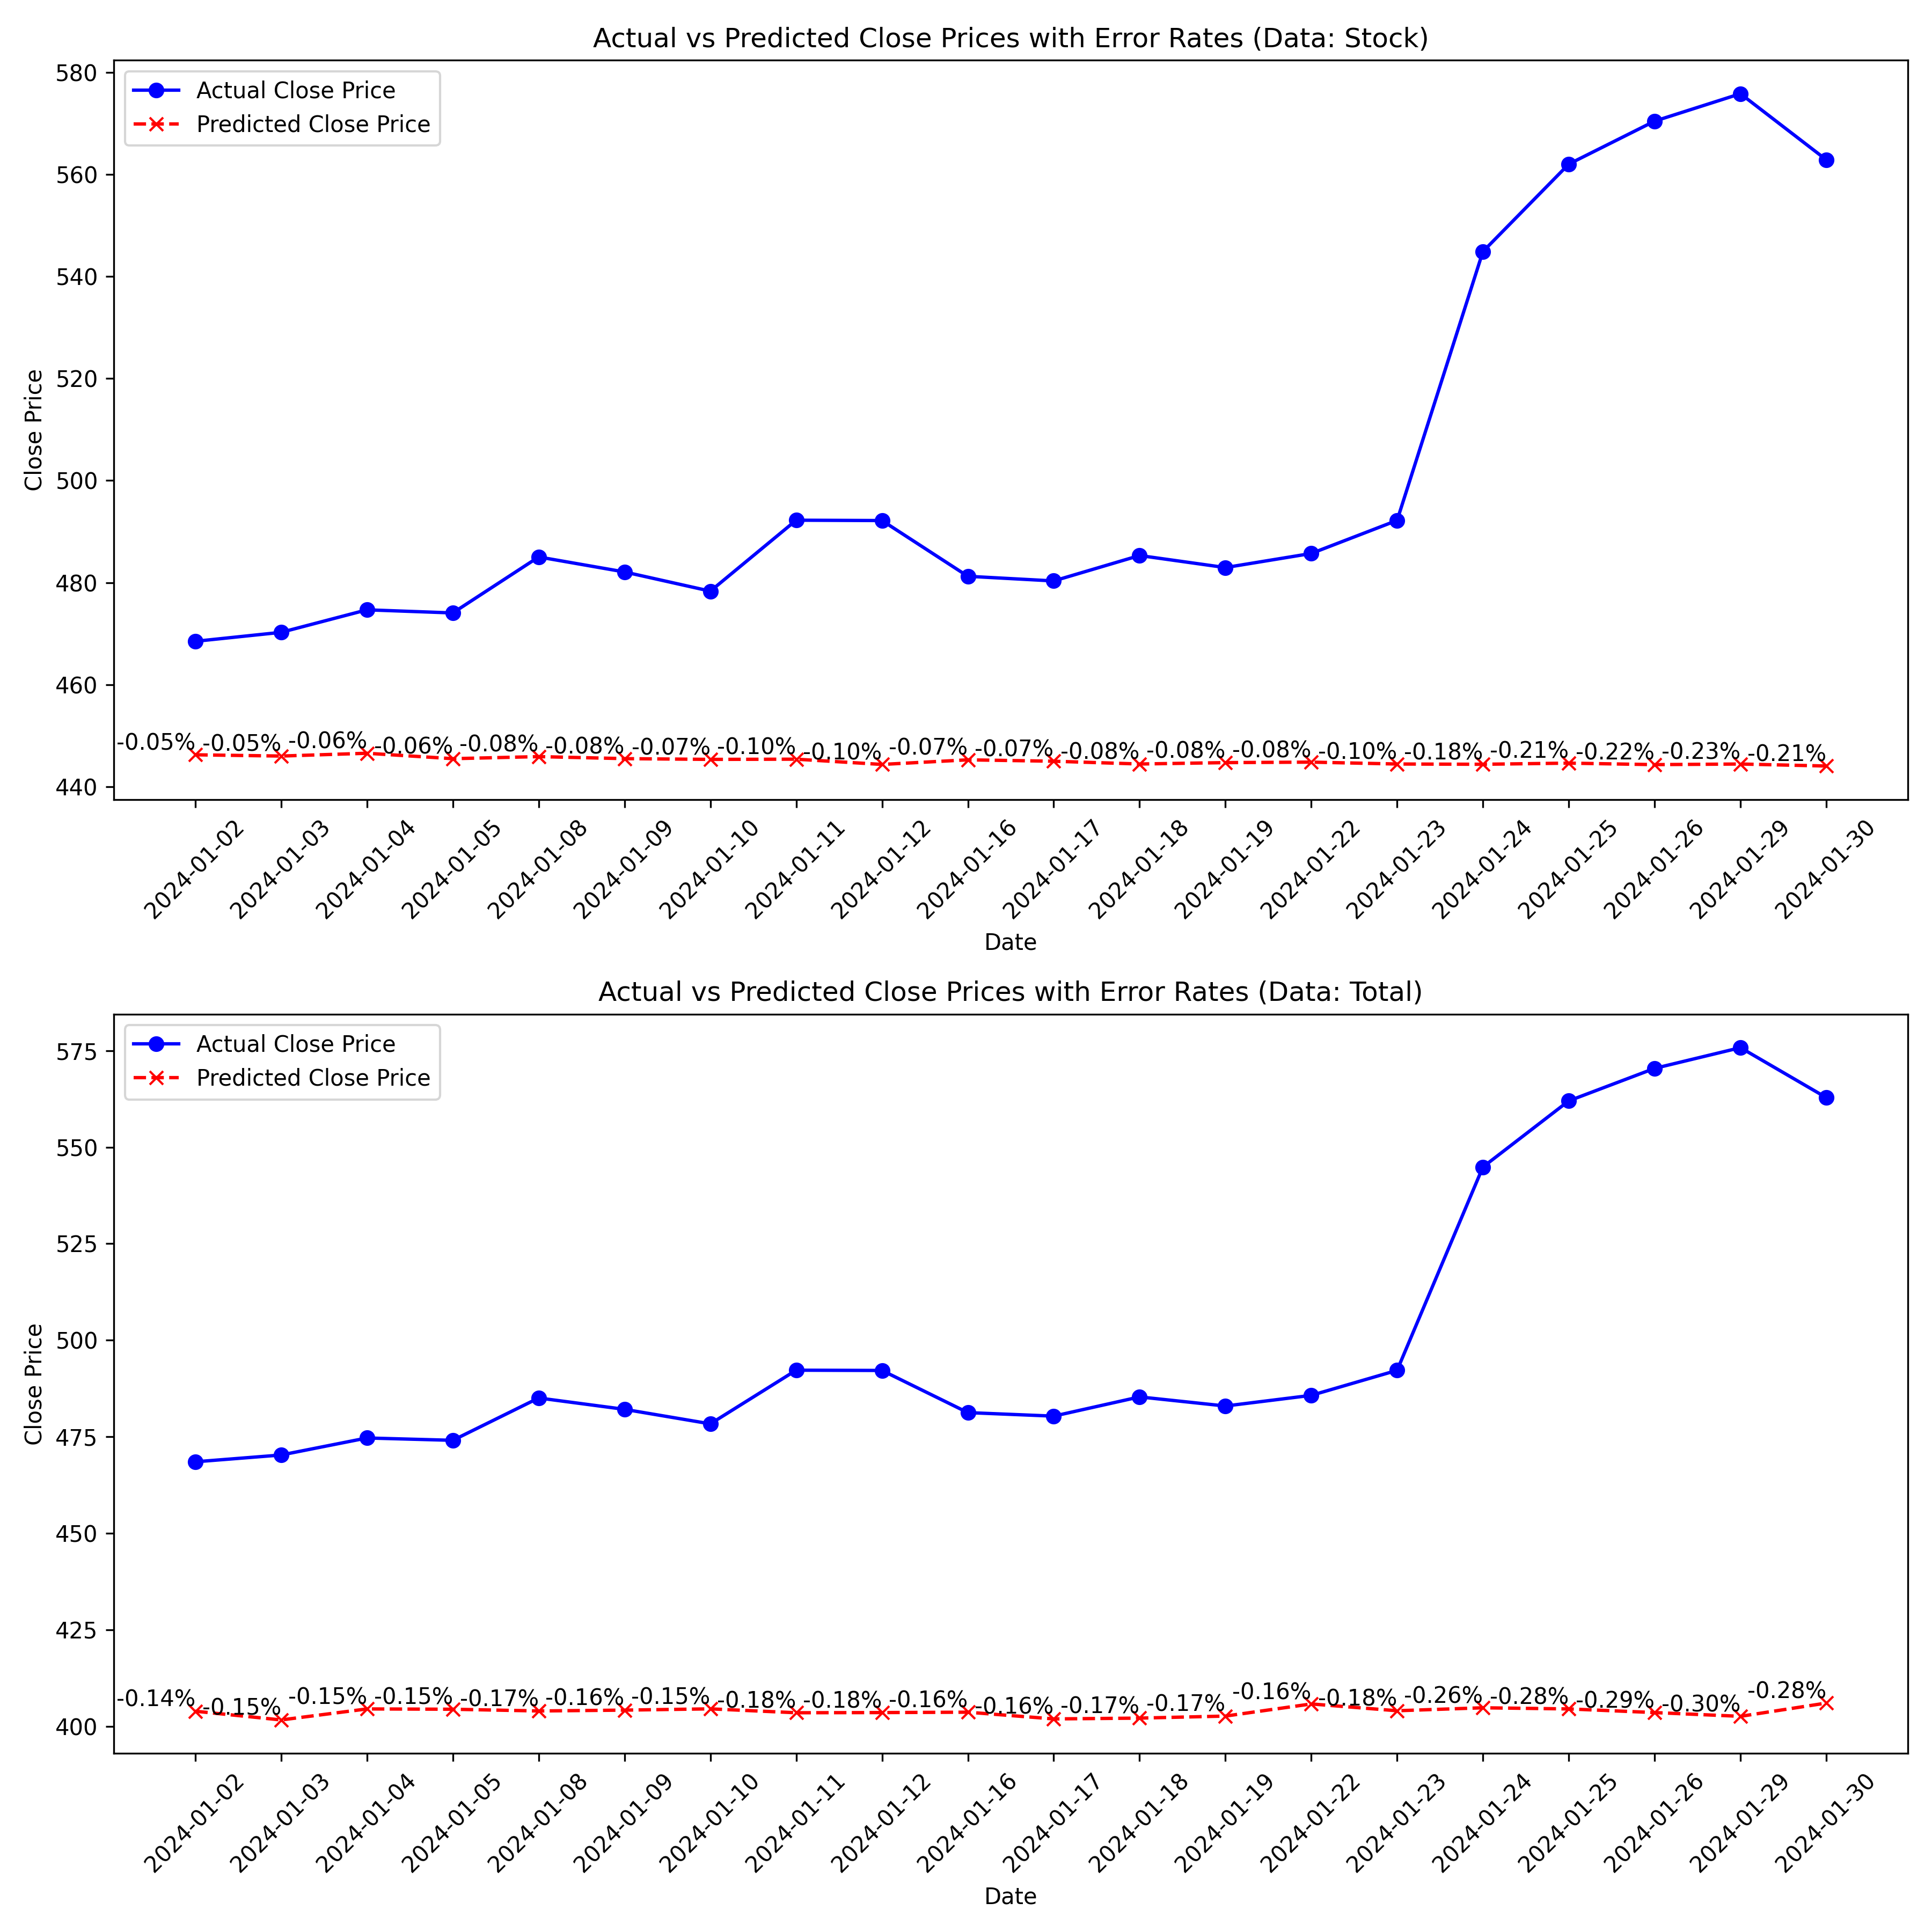 Actual vs Predicted Close Prices with Error Rates (Data: Stock)
Actual Close Price
Predicted Close Price
Close Price
580
560
540
520
500
480
460
440
-0.05% -0.05% -0.06% -0.06% -0.08% -0.08% -0.07% -0.10% -0.10% -0.07% -0.07% -0.08% -0.08% -0.08% -0.10% -0.18% -0.21% -0.22% -0.23% -0.21%
2024-01-02 2024-01-03 2024-01-04 2024-01-05 2024-01-08 2024-01-09 2024-01-10 2024-01-11 2024-01-12 2024-01-16 2024-01-17 2024-01-18 2024-01-19 2024-01-22 2024-01-23 2024-01-24 2024-01-25 2024-01-26 2024-01-29 2024-01-30
Date
Actual vs Predicted Close Prices with Error Rates (Data: Total)
Actual Close Price
Predicted Close Price
Close Price
575
550
525
500
475
450
425
400
-0.14% -0.15% -0.15% -0.15% -0.17% -0.16% -0.15% -0.18% -0.18% -0.16% -0.16% -0.17% -0.17% -0.16% -0.18% -0.26% -0.28% -0.29% -0.30% -0.28%
2024-01-02 2024-01-03 2024-01-04 2024-01-05 2024-01-08 2024-01-09 2024-01-10 2024-01-11 2024-01-12 2024-01-16 2024-01-17 2024-01-18 2024-01-19 2024-01-22 2024-01-23 2024-01-24 2024-01-25 2024-01-26 2024-01-29 2024-01-30
Date